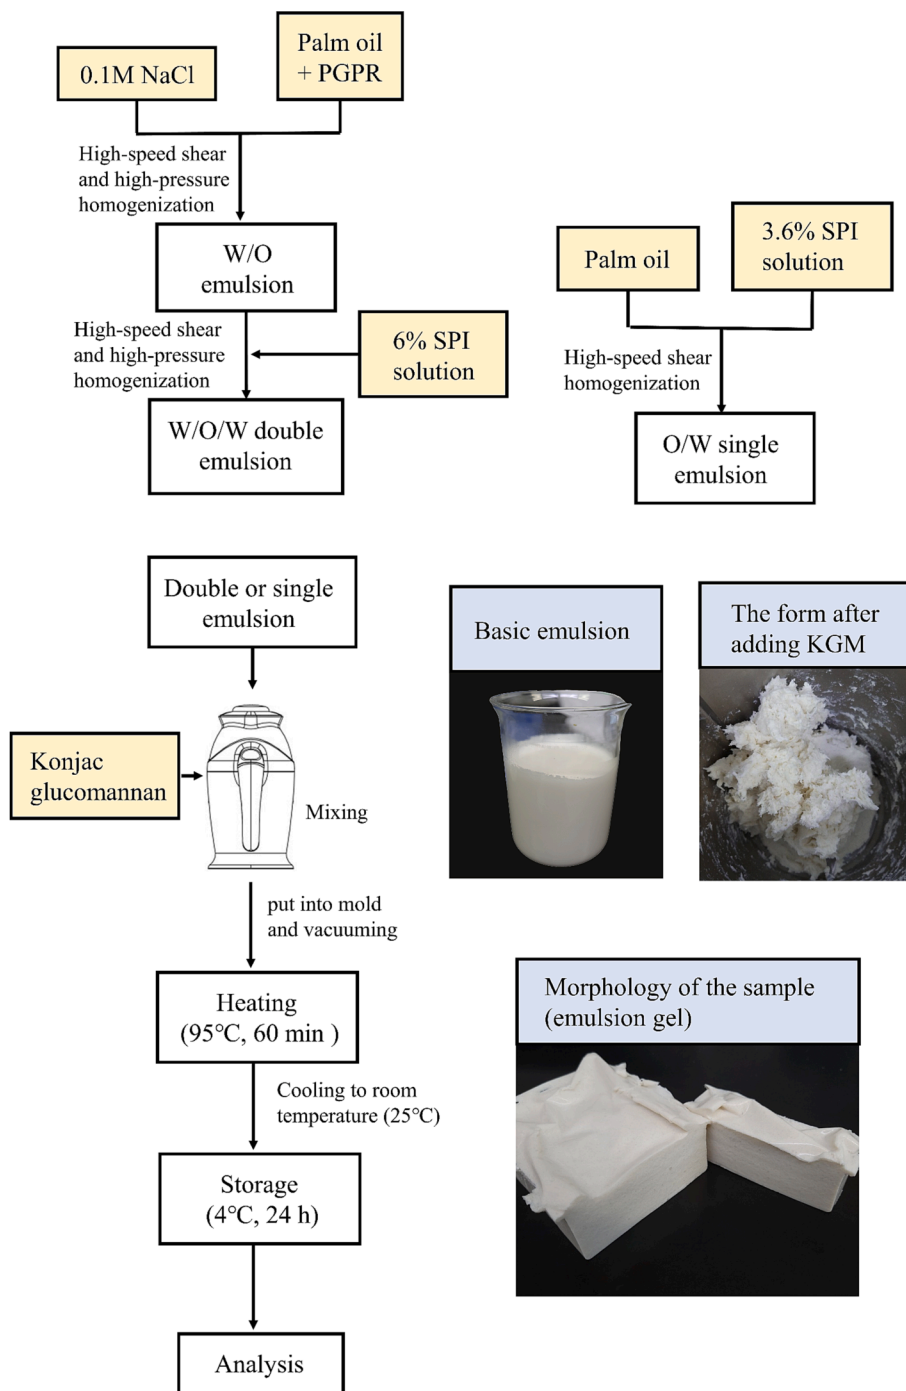 0.1M NaCl
Palm oil
+ PGPR
High-speed shear
and high-pressure
homogenization
W/O
emulsion
High-speed shear
and high-pressure
homogenization
6% SPI
solution
W/O/W double
emulsion
Palm oil
3.6% SPI
solution
High-speed shear
homogenization
O/W single
emulsion
Double or single
emulsion
Konjac
glucomannan
Mixing
put into mold
and vacuuming
Heating
(95℃, 60 min )
Cooling to room
temperature (25℃)
Storage
(4℃, 24 h)
Analysis
Basic emulsion
The form after
adding KGM
Morphology of the sample
(emulsion gel)